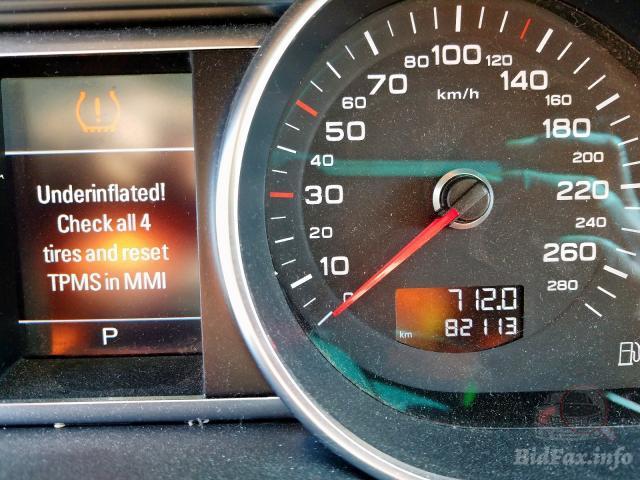 !
Underinflated!
Check all 4
tires and reset
TPMS in MMI
P
0
10
20
30
40
50
60
70
80
100
120
140
160
180
200
220
240
260
280
km/h
712.0
km 82113
BidFax.info